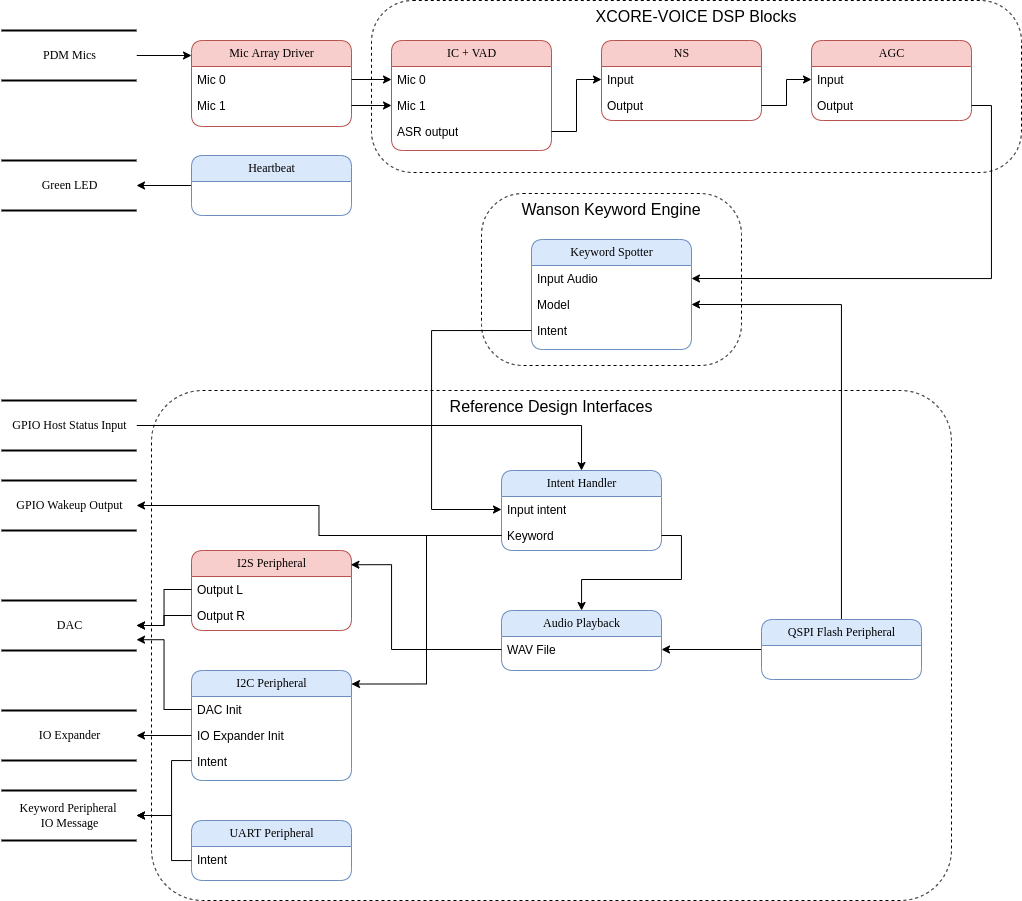 XCORE-VOICE DSP Blocks
PDM Mics
Mic Array Driver
Mic 0
Mic 1
IC + VAD
Mic 0
Mic 1
ASR output
NS
Input
Output
AGC
Input
Output
Green LED
Heartbeat
Wanson Keyword Engine
Keyword Spotter
Input Audio
Model
Intent
Reference Design Interfaces
GPIO Host Status Input
GPIO Wakeup Output
Intent Handler
Input intent
Keyword
I2S Peripheral
Output L
Output R
DAC
Audio Playback
WAV File
QSPI Flash Peripheral
I2C Peripheral
DAC Init
IO Expander Init
Intent
IO Expander
Keyword Peripheral
IO Message
UART Peripheral
Intent